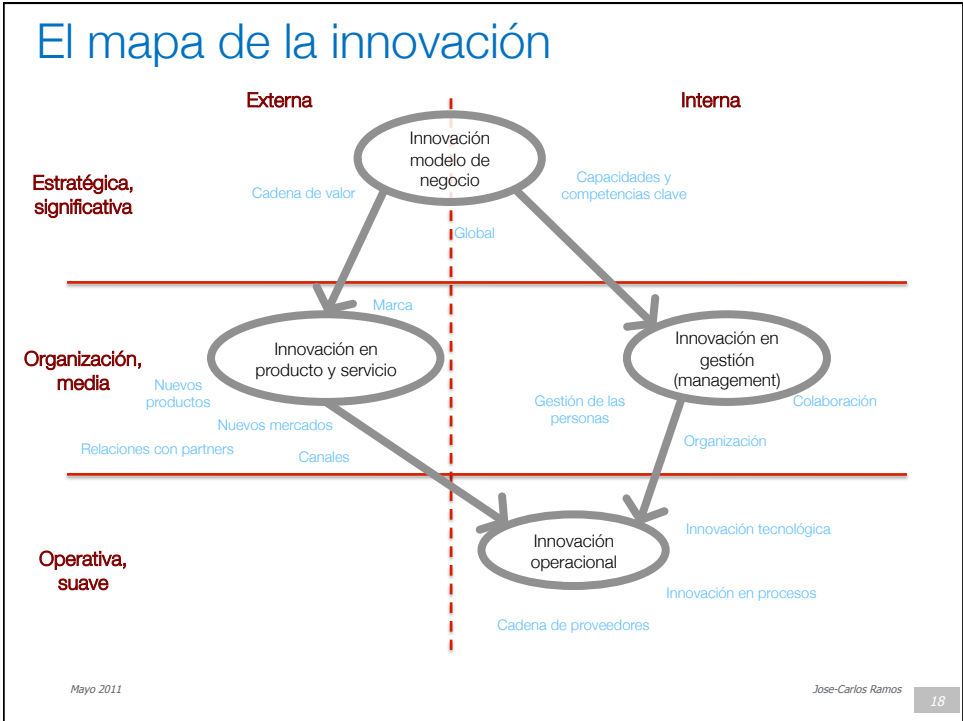 El mapa de la innovación
Externa
Interna
Innovación
modelo de
negocio
Estratégica,
significativa
Cadena de valor
Capacidades y
competencias clave
Global
Marca
Organización,
media
Innovación en
producto y servicio
Innovación en
gestión
(management)
Nuevos
productos
Nuevos mercados
Relaciones con partners
Canales
Gestión de las
personas
Colaboración
Organización
Operativa,
suave
Innovación
operacional
Innovación tecnológica
Innovación en procesos
Cadena de proveedores
Mayo 2011
Jose-Carlos Ramos
18